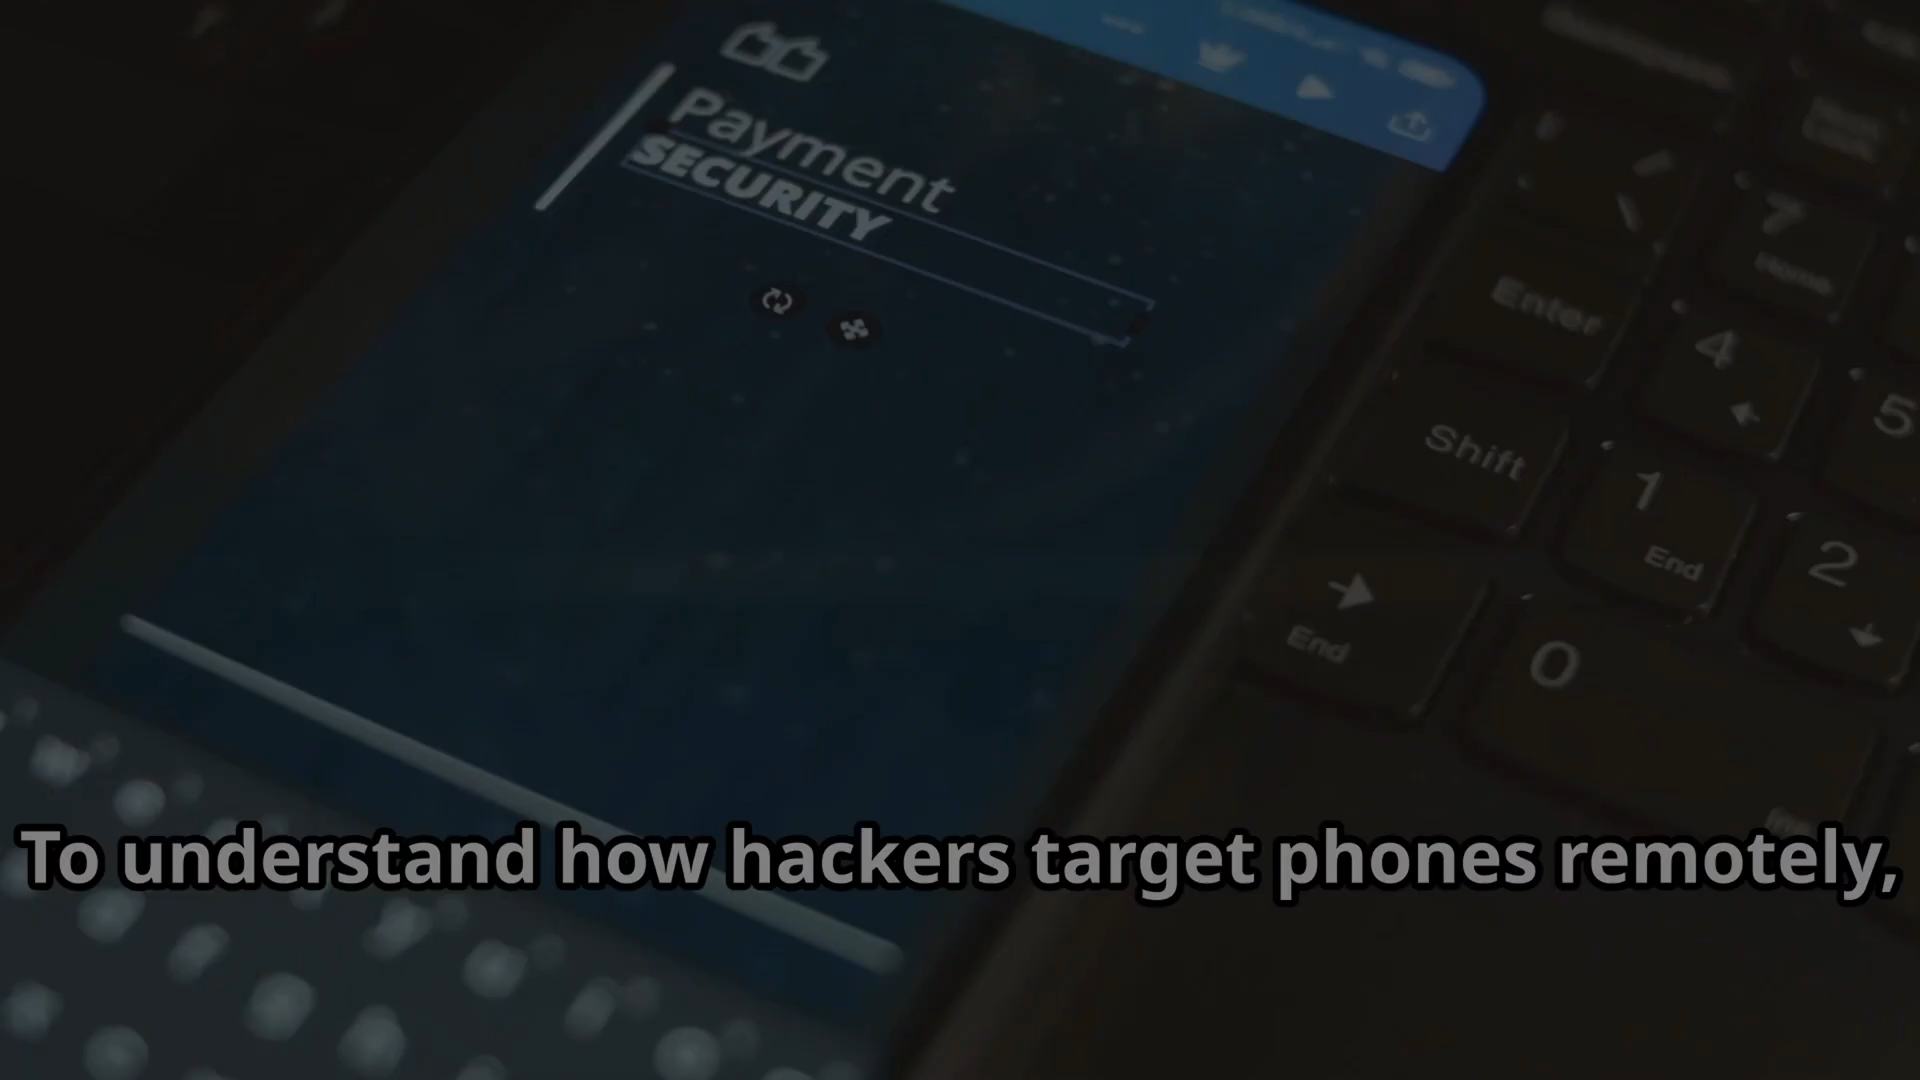 Payment
SECURITY
7
Home
Enter
4
5
Shift
1
End
2
End
0
To understand how hackers target phones remotely,